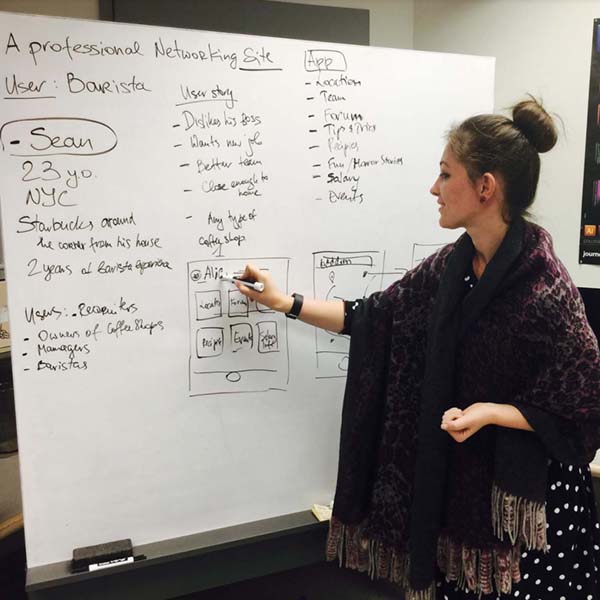 A professional Networking Site
User: Barista
- Sean
23 y.o.
NYC
Starbucks around
the corner from his house
2 years of Barista Experience
Users:
- Owners of Coffee Shops
- Managers
- Baristas
User story
- Dislikes his boss
- Wants new job
- Better team
- Close enough to
home
- Any type of
coffee shop
App
- Location
- Team
- Forum
- Tips & Tricks
- Recipes
- Fun / Horror Stories
- Salary
- Events
Ali
Locatio
Forum
Recipes
Events
Ai
journe